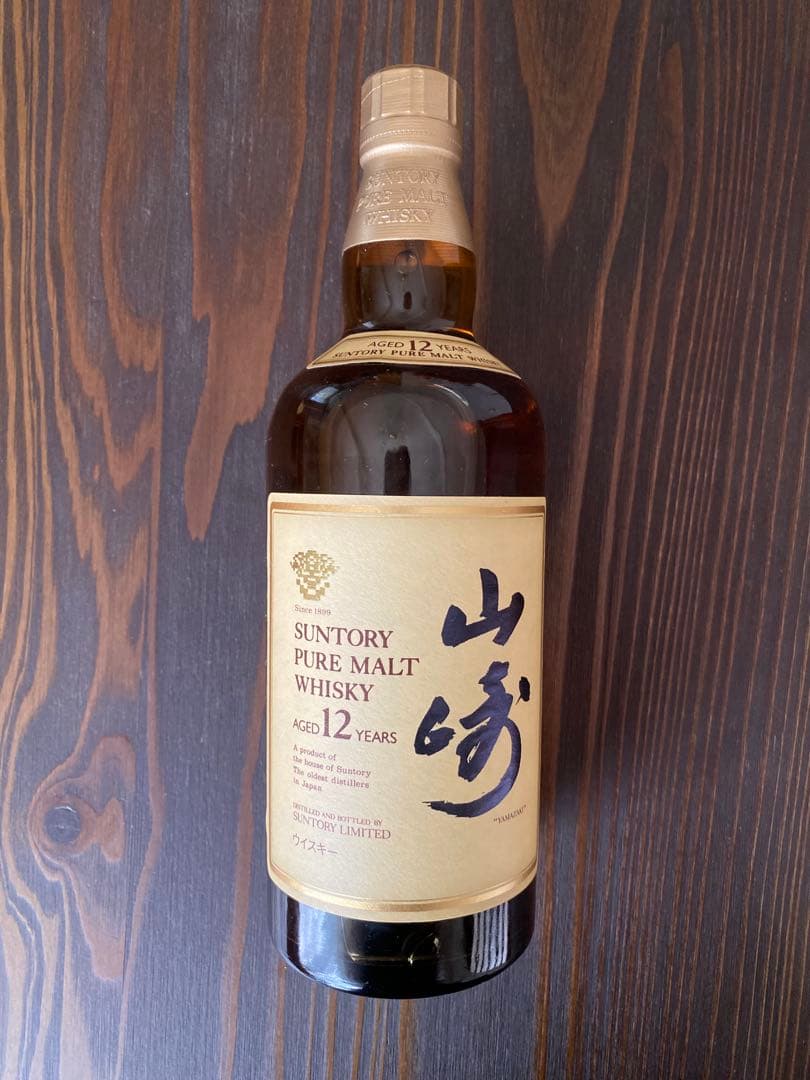 SUNTORY
PURE MALT
WHISKY
AGED 12 YEARS
SUNTORY PURE MALT WHISKY
Since 1899
SUNTORY
PURE MALT
WHISKY
AGED 12 YEARS
A product of
the house of Suntory
The oldest distillers
in Japan
DISTILLED AND BOTTLED BY
SUNTORY LIMITED
ウイスキー
山崎
"YAMAZAKI"